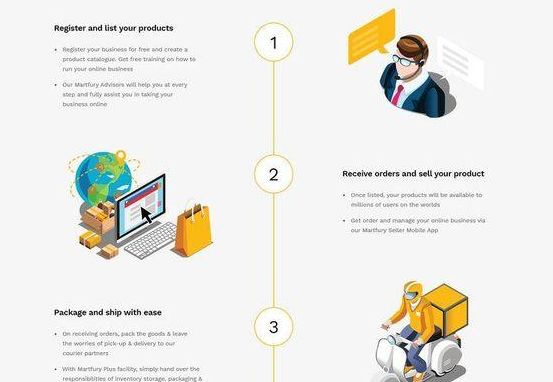 Register and list your products
1
• Register your business for free and create a
product catalogue. Get free training on how to
run your online business
• Our Martfury Advisors will help you at every
step and fully assist you in taking your
business online
2
Receive orders and sell your product
• Once listed, your products will be available to
millions of users on the worlds
• Get order and manage your online business via
our Martfury Seller Mobile App
Package and ship with ease
3
• On receiving orders, pack the goods & leave
the worries of pick-up & delivery to our
courier partners
• With Martfury Plus facility, simply hand over the
responsibilities of inventory storage, packaging &